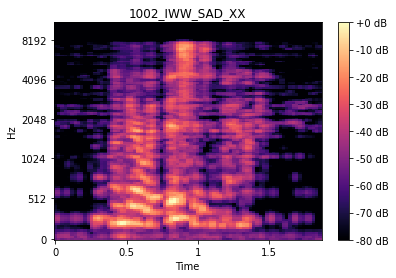 1002_IWW_SAD_XX
8192
4096
2048
1024
512
0
Hz
0
0.5
1
1.5
Time
+0 dB
-10 dB
-20 dB
-30 dB
-40 dB
-50 dB
-60 dB
-70 dB
-80 dB